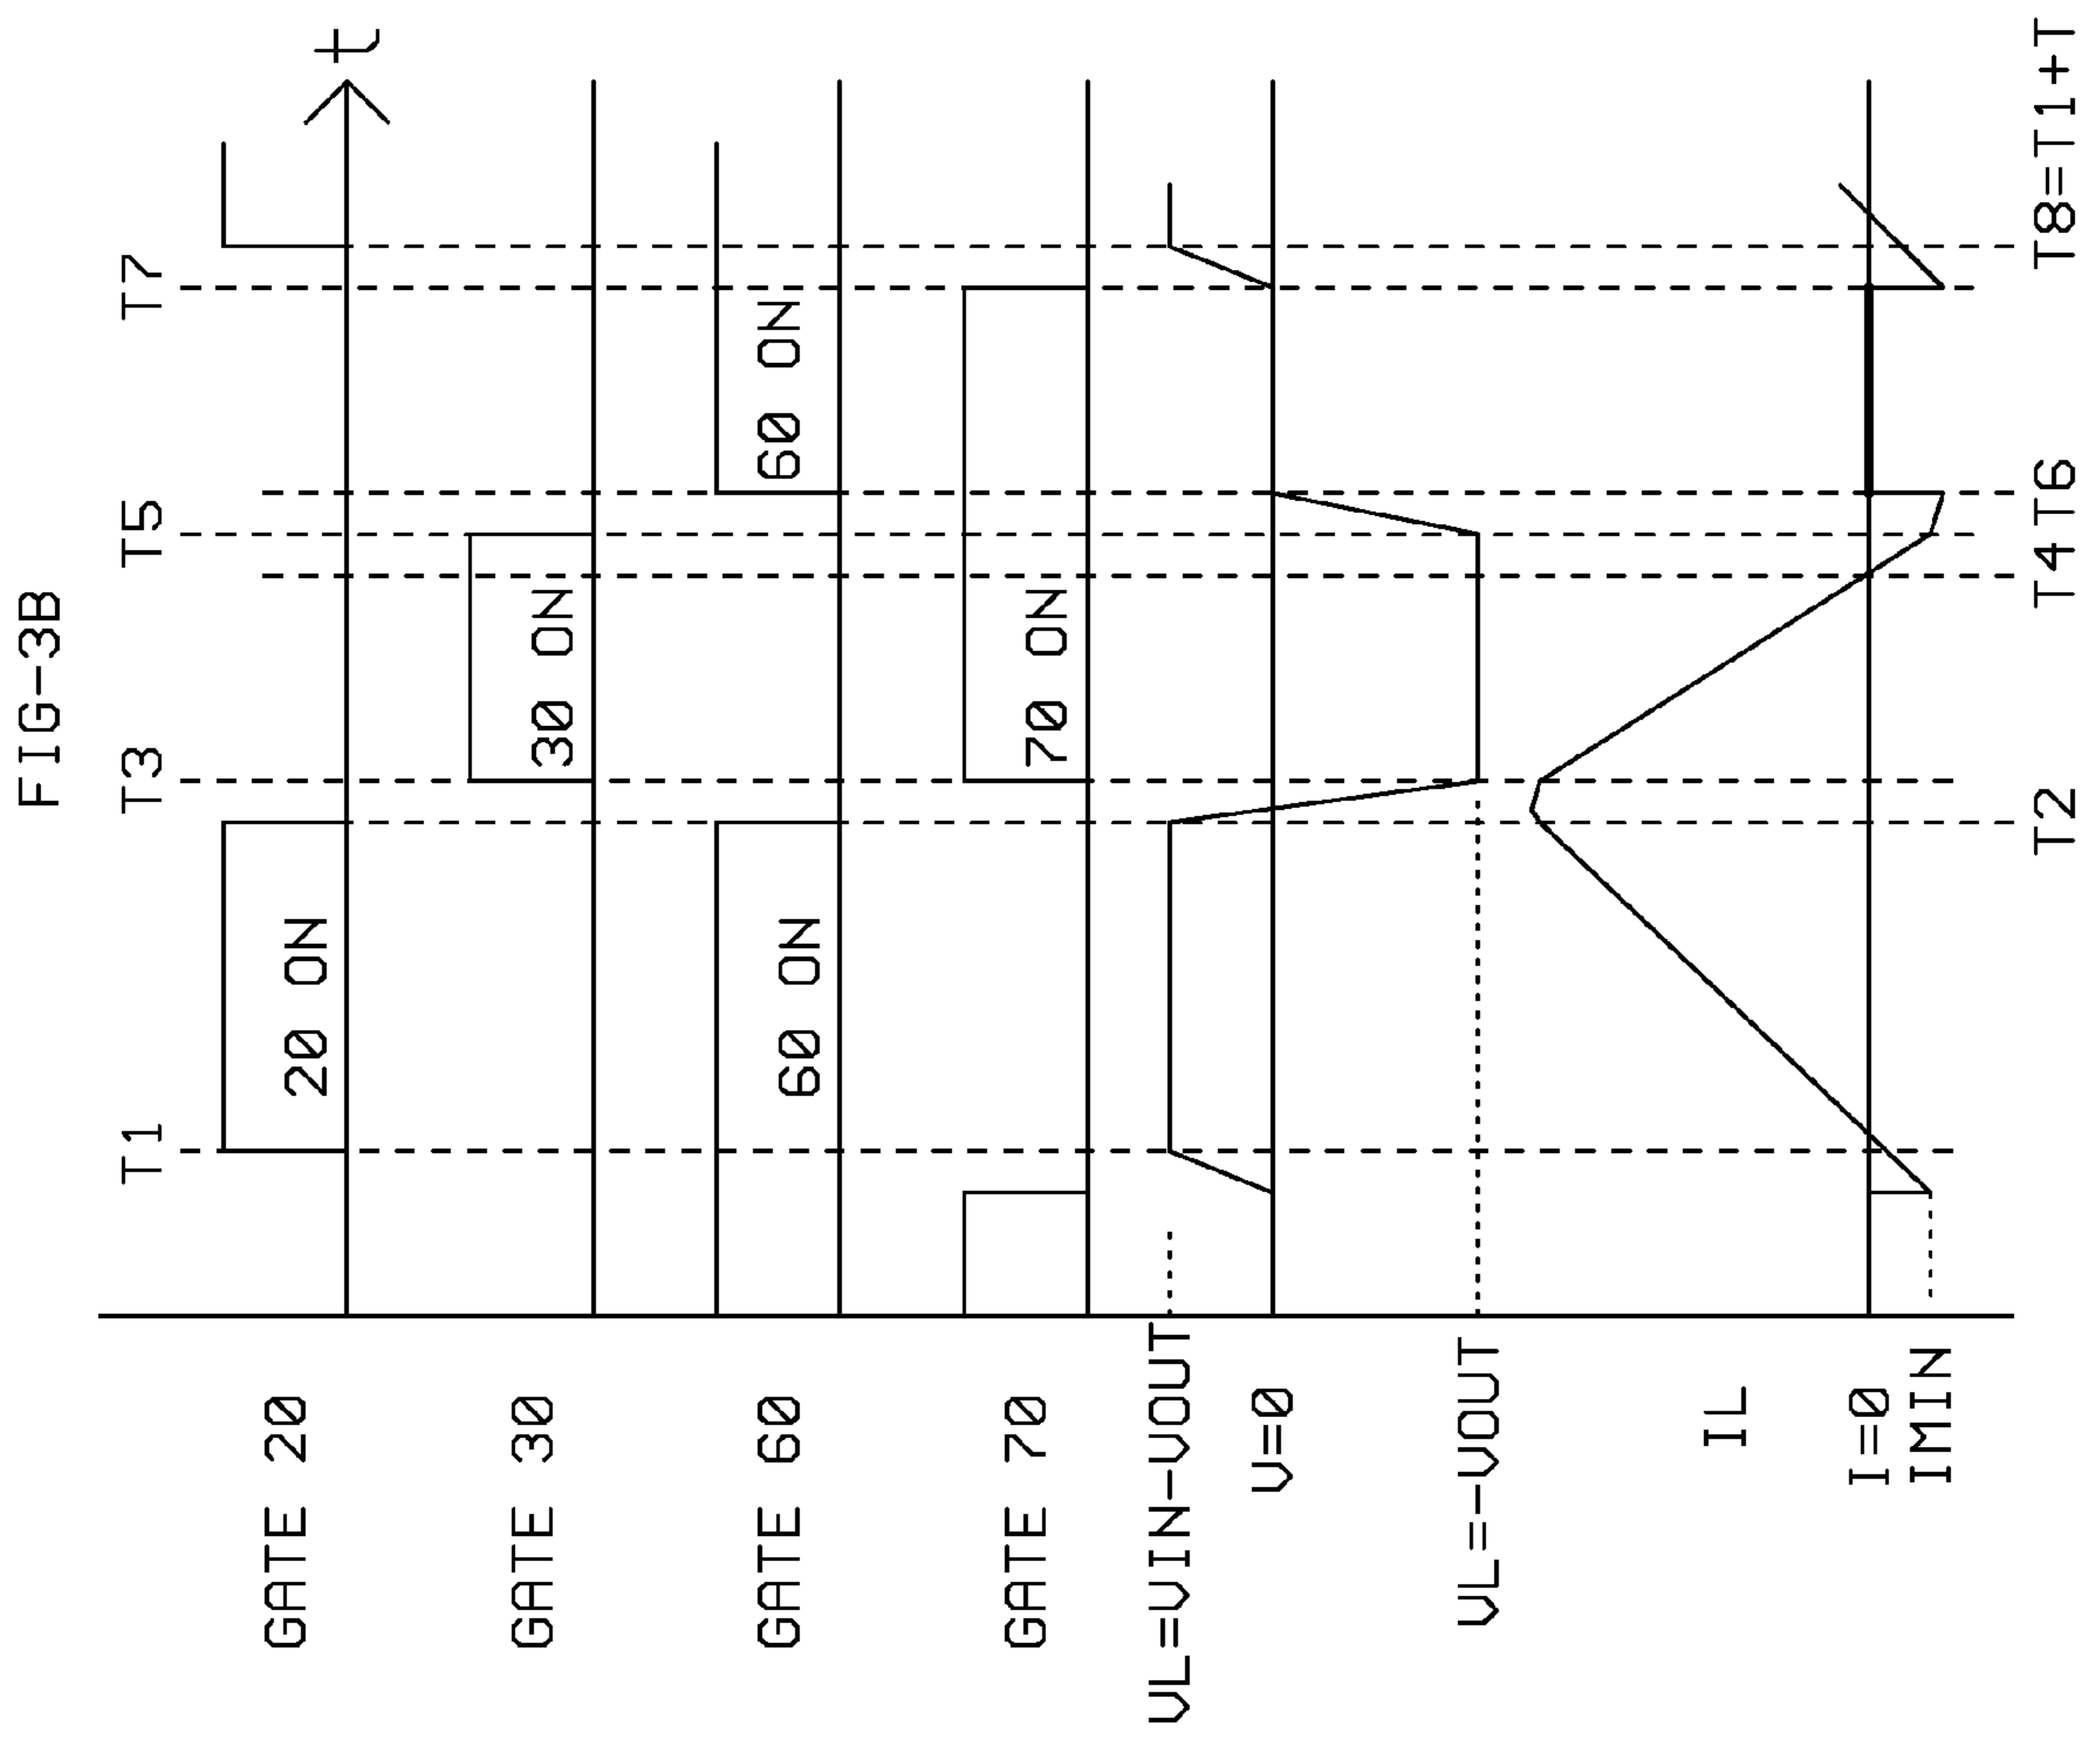 FIG-3B
T1
T3
T5
T7
t
GATE 20
20 ON
GATE 30
30 ON
GATE 60
60 ON
60 ON
GATE 70
70 ON
VL=VIN-VOUT
V=0
VL=-VOUT
IL
I=0
IMIN
T2
T4
T6
T8=T1+T